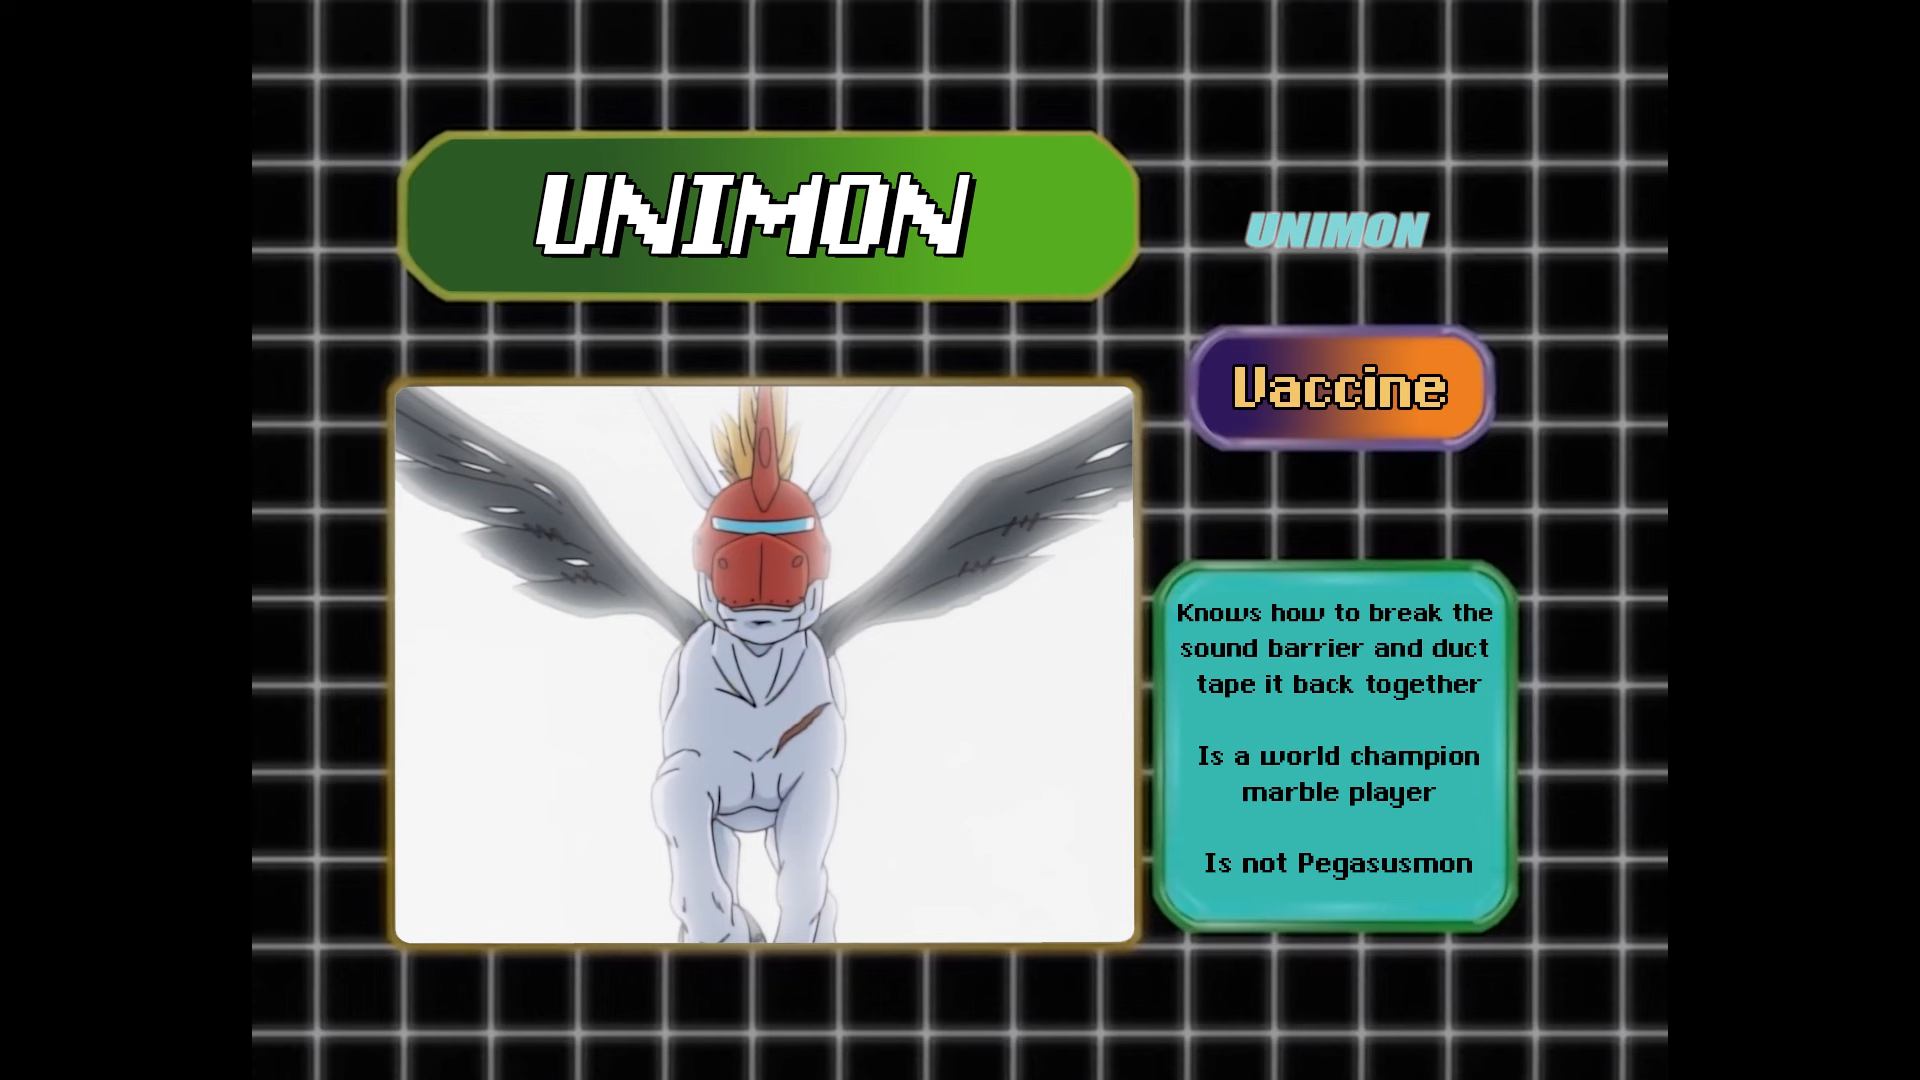 UNIMON
UNIMON
Vaccine
Knows how to break the
sound barrier and duct
tape it back together
Is a world champion
marble player
Is not Pegasusmon